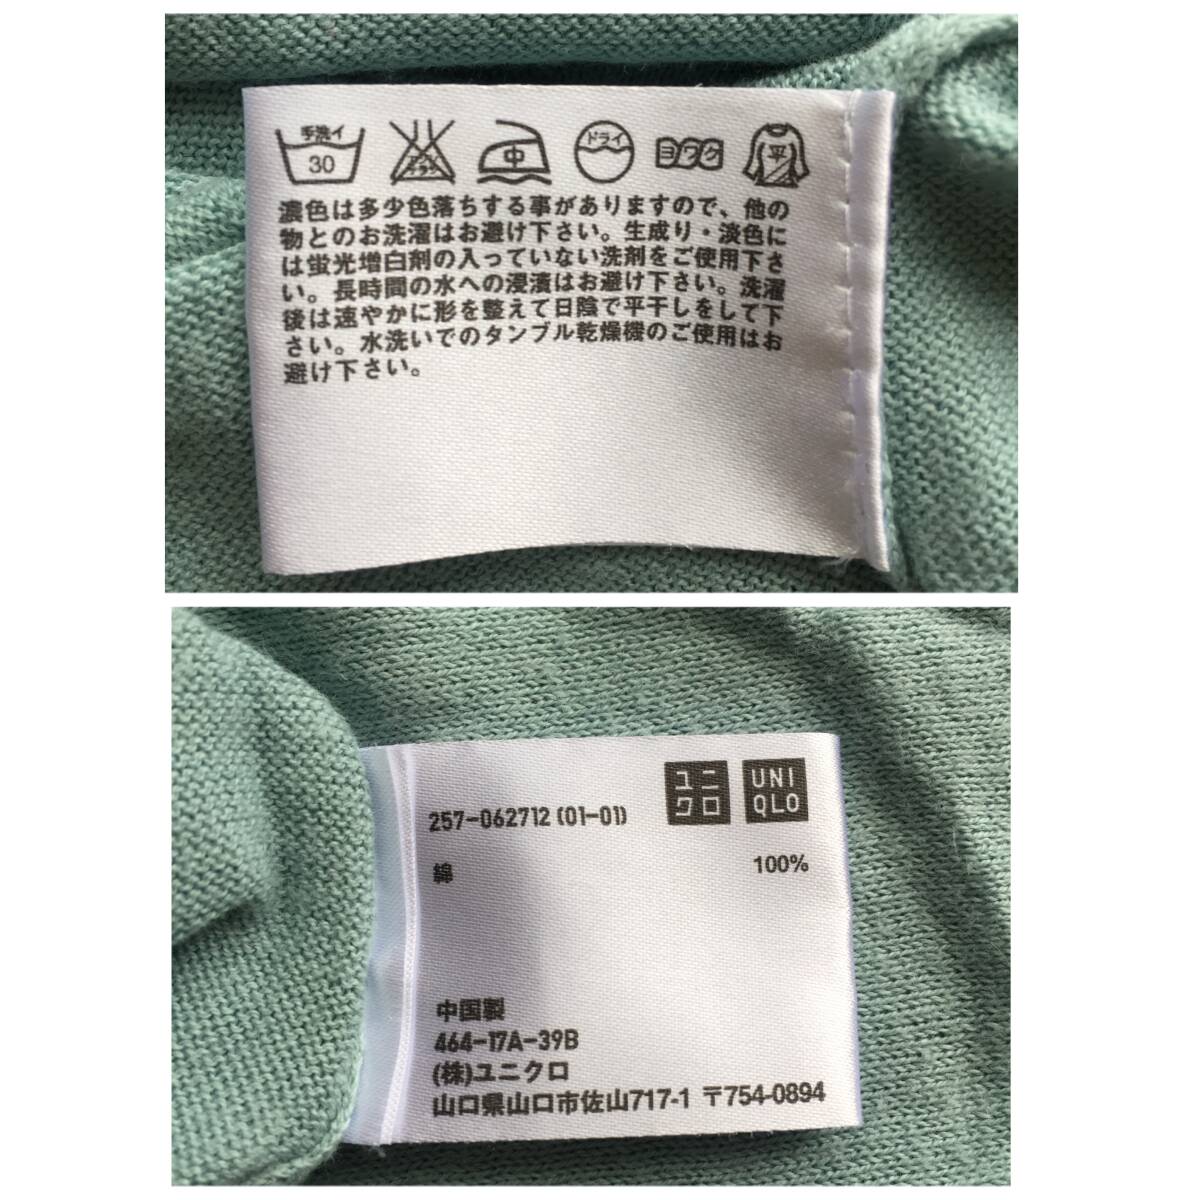 手洗イ
30
エンソ
サラシ
中
ドライ
ヨワク
平
濃色は多少色落ちする事がありますので、他の
物とのお洗濯はお避け下さい。生成り・淡色に
は蛍光増白剤の入っていない洗剤をご使用下さ
い。長時間の水への浸漬はお避け下さい。洗濯
後は速やかに形を整えて日陰で平干しをして下
さい。水洗いでのタンブル乾燥機のご使用はお
避け下さい。
257-062712 (01-01)
ユニ
クロ
UNI
QLO
綿 100%
中国製
464-17A-39B
(株)ユニクロ
山口県山口市佐山717-1 〒754-0894